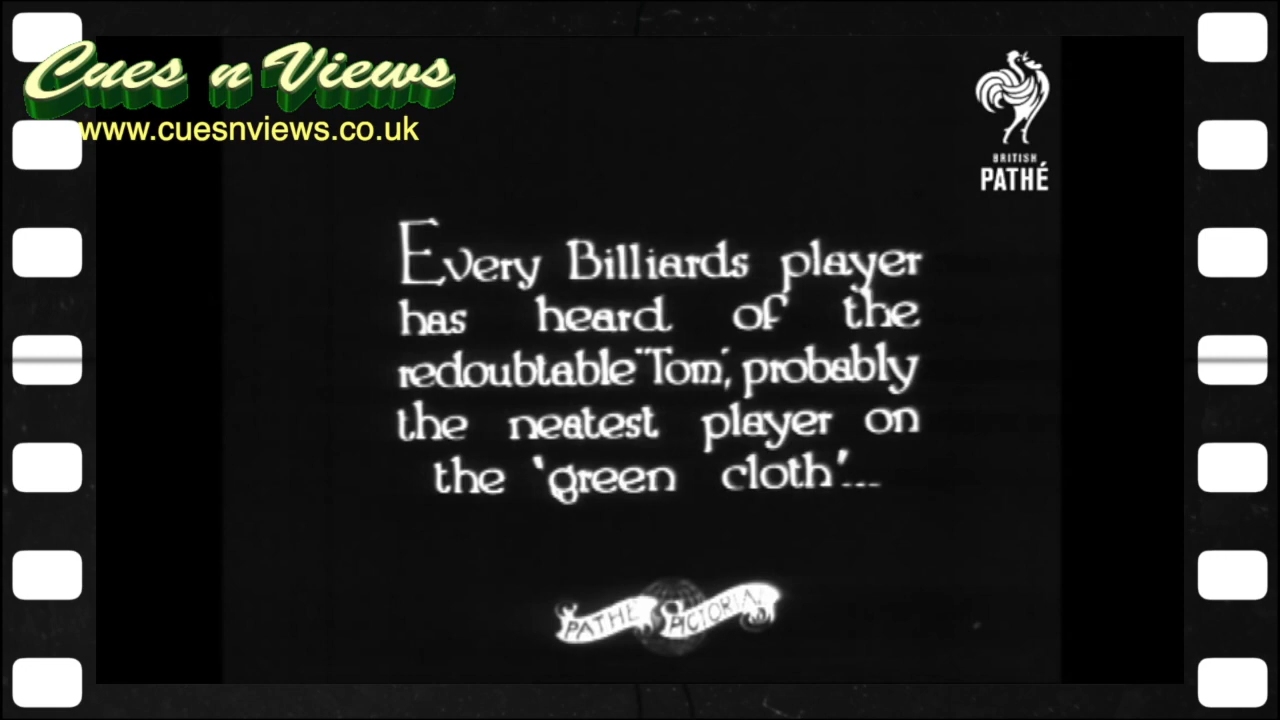 Cues n Views
www.cuesnviews.co.uk
BRITISH
PATHÉ
Every Billiards player
has heard of the
redoubtable "Tom", probably
the neatest player on
the 'green cloth'...
PATHE PICTORIAL